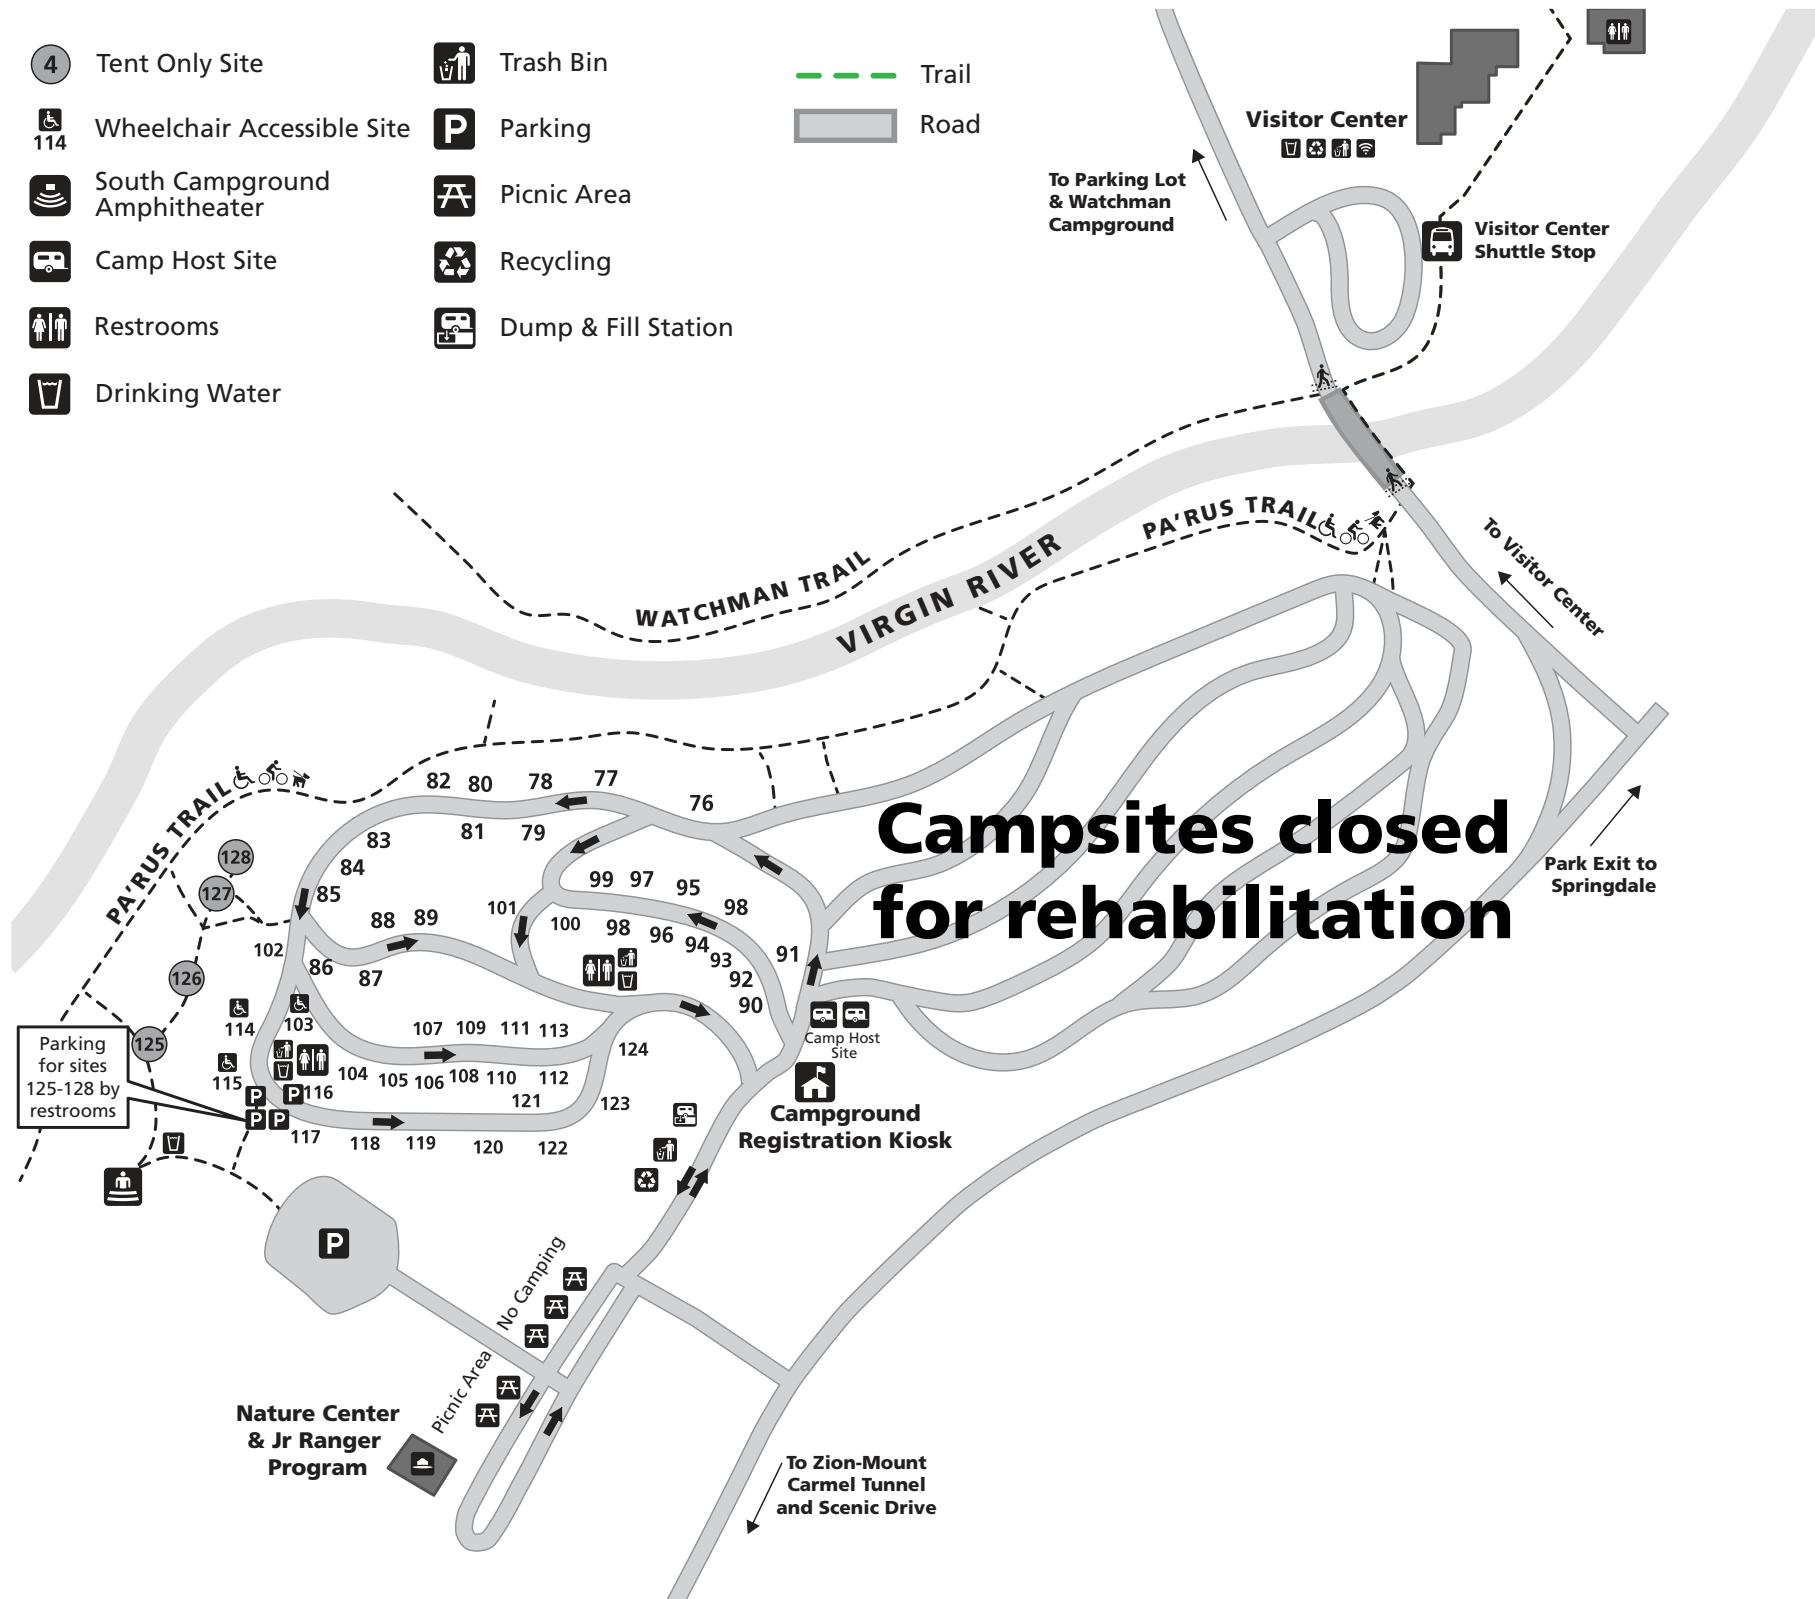 4
Tent Only Site
114
Wheelchair Accessible Site
South Campground
Amphitheater
Camp Host Site
Restrooms
Drinking Water
Trash Bin
P
Parking
Picnic Area
Recycling
Dump & Fill Station
Trail
Road
Visitor Center
To Parking Lot
& Watchman
Campground
Visitor Center
Shuttle Stop
WATCHMAN TRAIL
VIRGIN RIVER
PA'RUS TRAIL
To Visitor Center
Park Exit to
Springdale
Campsites closed
for rehabilitation
PA'RUS TRAIL
82
80
78
77
76
81
79
83
84
85
128
127
126
125
88
89
86
87
99
97
95
98
101
100
98
96
94
93
92
90
91
102
103
114
115
107
109
111
113
124
104
105
106
108
110
112
121
123
116
117
118
119
120
122
P
P
P
P
Parking
for sites
125-128 by
restrooms
Camp Host
Site
Campground
Registration Kiosk
P
No Camping
Picnic Area
Nature Center
& Jr Ranger
Program
To Zion-Mount
Carmel Tunnel
and Scenic Drive